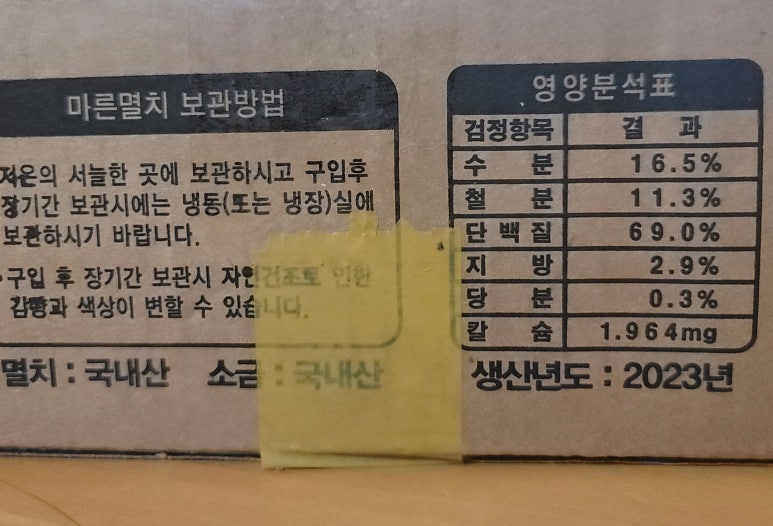 마른멸치 보관방법
저온의 서늘한 곳에 보관하시고 구입후
장기간 보관시에는 냉동(또는 냉장)실에
보관하시기 바랍니다.
· 구입 후 장기간 보관시 자연건조로 인한
감량과 색상이 변할 수 있습니다.
멸치 : 국내산 소금 : 국내산
영양분석표
검정항목 결 과
수 분 16.5%
철 분 11.3%
단백질 69.0%
지 방 2.9%
당 분 0.3%
칼 슘 1.964mg
생산년도 : 2023년